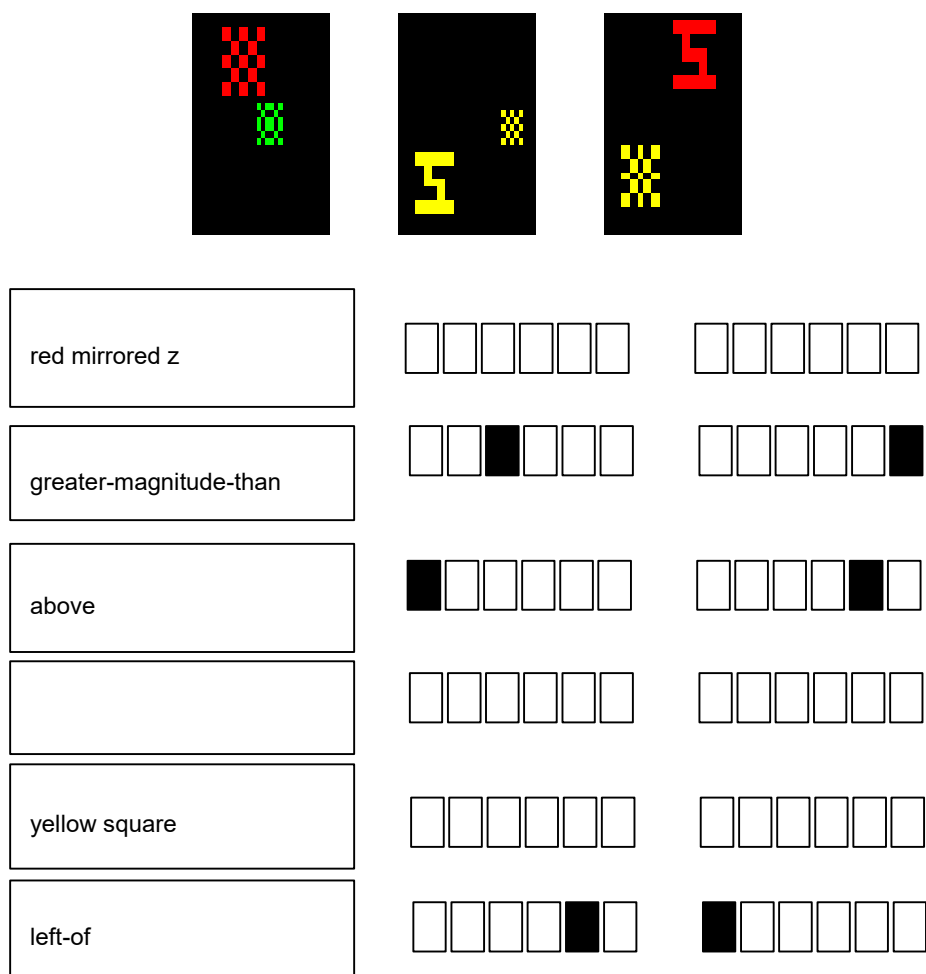 red mirrored z
greater-magnitude-than
above
yellow square
left-of